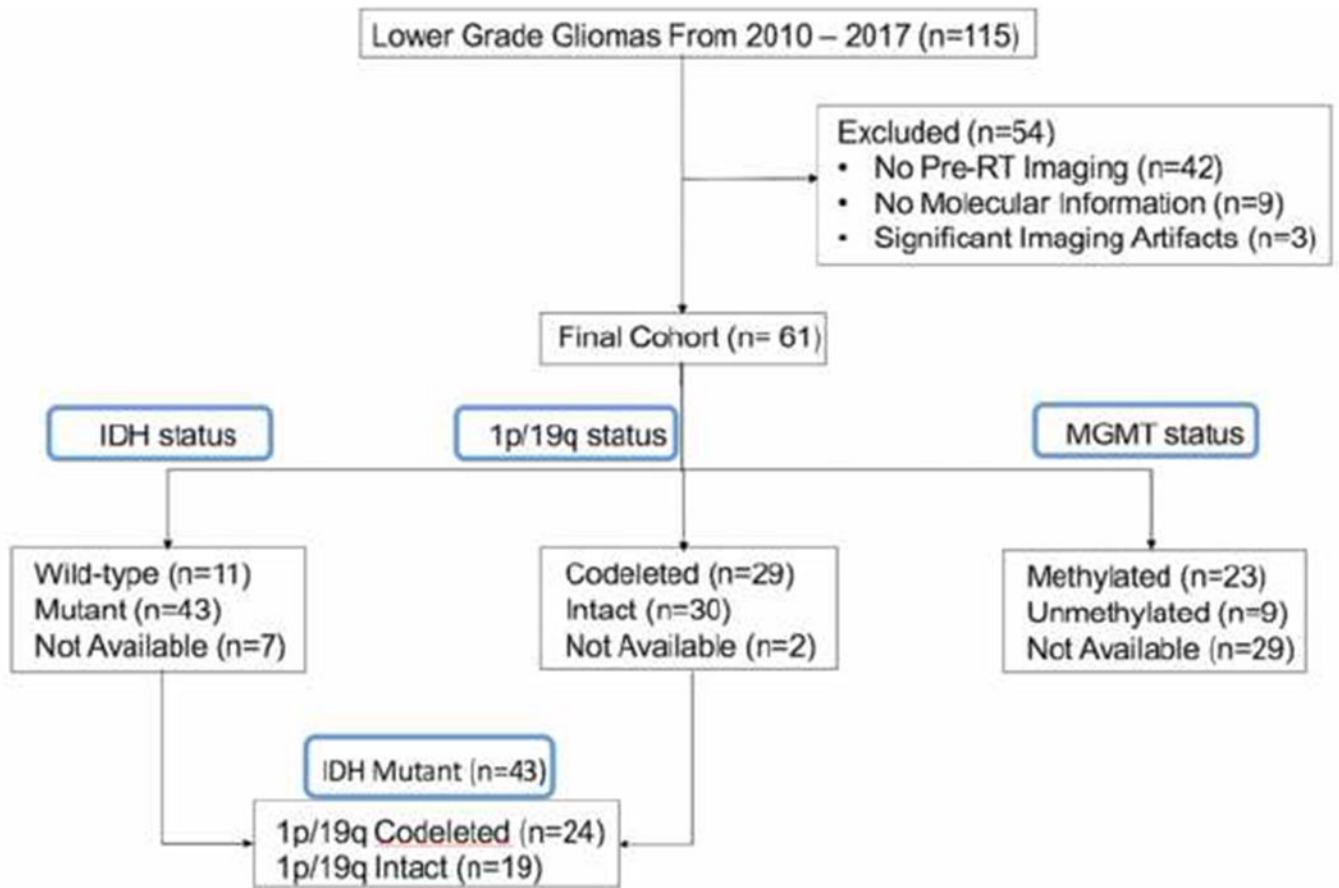 Lower Grade Gliomas From 2010 – 2017 (n=115)
Excluded (n=54)
• No Pre-RT Imaging (n=42)
• No Molecular Information (n=9)
• Significant Imaging Artifacts (n=3)
Final Cohort (n= 61)
IDH status
1p/19q status
MGMT status
Wild-type (n=11)
Mutant (n=43)
Not Available (n=7)
Codeleted (n=29)
Intact (n=30)
Not Available (n=2)
Methylated (n=23)
Unmethylated (n=9)
Not Available (n=29)
IDH Mutant (n=43)
1p/19q Codeleted (n=24)
1p/19q Intact (n=19)